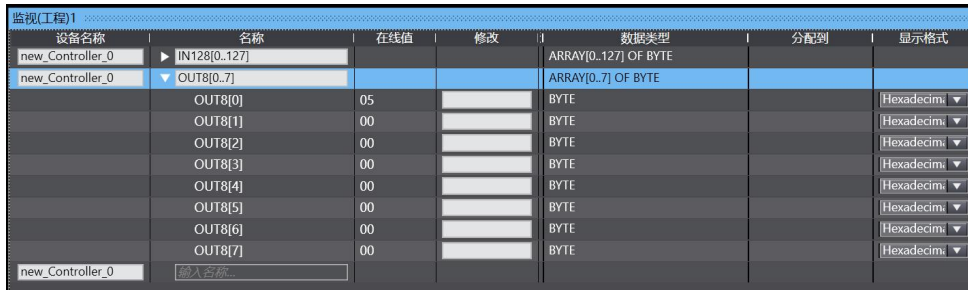 监视(工程)1
设备名称 名称 在线值 修改 数据类型 分配到 显示格式
new_Controller_0 ▶ IN128[0..127] ARRAY[0..127] OF BYTE
new_Controller_0 ▼ OUT8[0..7] ARRAY[0..7] OF BYTE
OUT8[0] 05 BYTE Hexadecim. ▼
OUT8[1] 00 BYTE Hexadecim. ▼
OUT8[2] 00 BYTE Hexadecim. ▼
OUT8[3] 00 BYTE Hexadecim. ▼
OUT8[4] 00 BYTE Hexadecim. ▼
OUT8[5] 00 BYTE Hexadecim. ▼
OUT8[6] 00 BYTE Hexadecim. ▼
OUT8[7] 00 BYTE Hexadecim. ▼
new_Controller_0 输入名称...